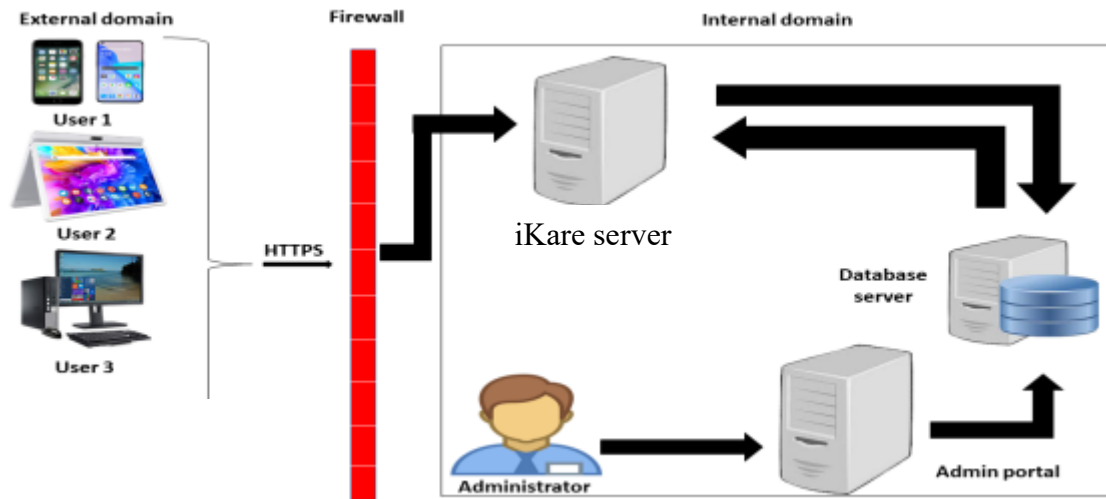 External domain
Firewall
Internal domain
User 1
User 2
HTTPS
User 3
iKare server
Database
server
Administrator
Admin portal